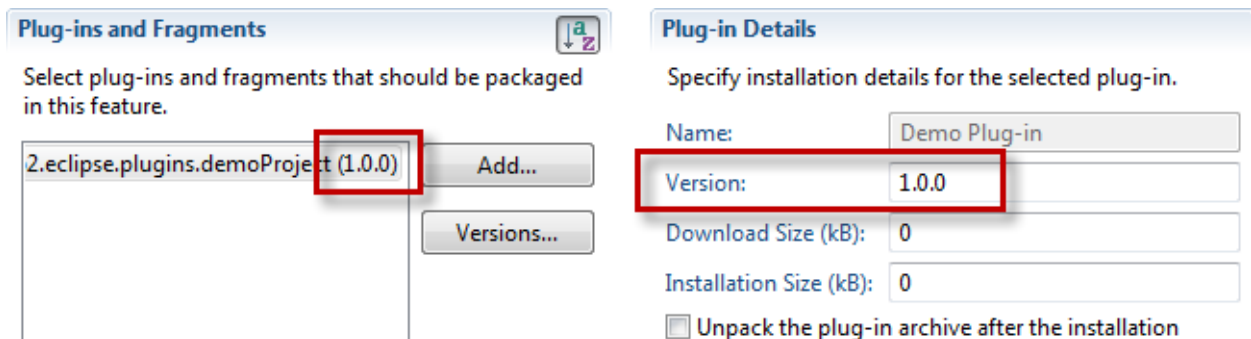 Plug-ins and Fragments
Select plug-ins and fragments that should be packaged
in this feature.
2.eclipse.plugins.demoProject (1.0.0)
Add...
Versions...
Plug-in Details
Specify installation details for the selected plug-in.
Name: Demo Plug-in
Version: 1.0.0
Download Size (kB): 0
Installation Size (kB): 0
Unpack the plug-in archive after the installation